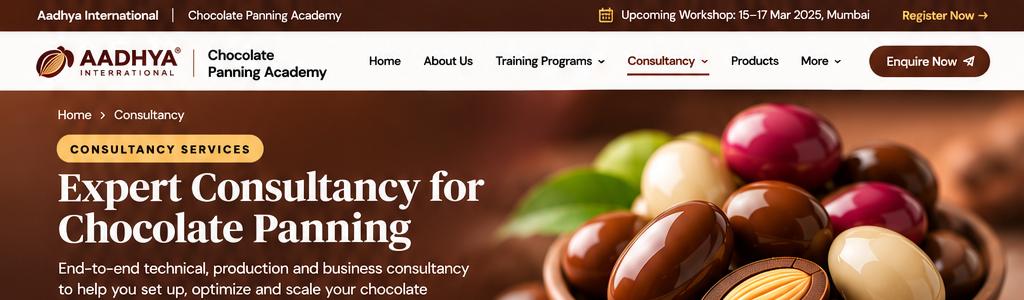 Aadhya International | Chocolate Panning Academy
Upcoming Workshop: 15–17 Mar 2025, Mumbai
Register Now →
AADHYA®
INTERRATIONAL
Chocolate
Panning Academy
Home
About Us
Training Programs
Consultancy
Products
More
Enquire Now
Home > Consultancy
CONSULTANCY SERVICES
Expert Consultancy for
Chocolate Panning
End-to-end technical, production and business consultancy
to help you set up, optimize and scale your chocolate